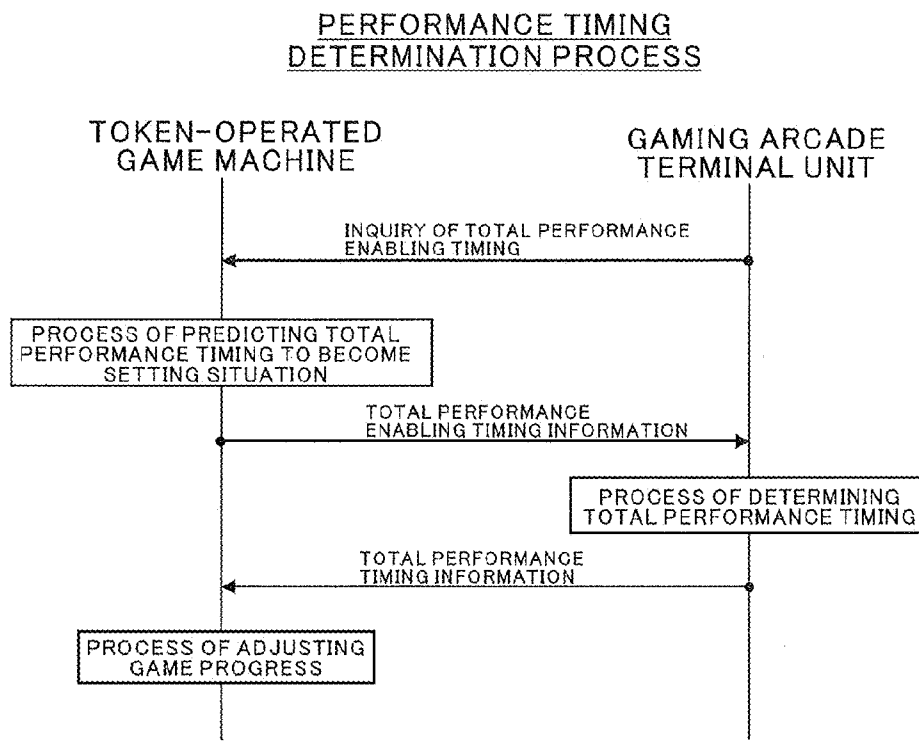 PERFORMANCE TIMING
DETERMINATION PROCESS
TOKEN-OPERATED
GAME MACHINE
GAMING ARCADE
TERMINAL UNIT
INQUIRY OF TOTAL PERFORMANCE
ENABLING TIMING
PROCESS OF PREDICTING TOTAL
PERFORMANCE TIMING TO BECOME
SETTING SITUATION
TOTAL PERFORMANCE
ENABLING TIMING INFORMATION
PROCESS OF DETERMINING
TOTAL PERFORMANCE TIMING
TOTAL PERFORMANCE
TIMING INFORMATION
PROCESS OF ADJUSTING
GAME PROGRESS